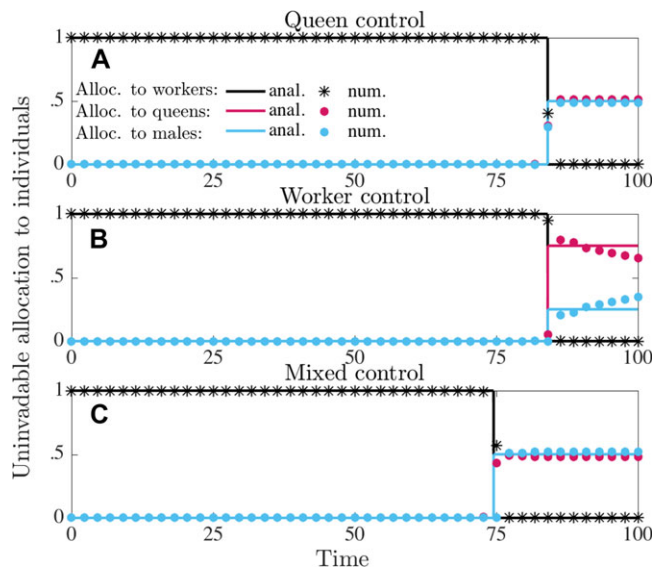 Queen control
1
A
Alloc. to workers: anal. num.
.5
Alloc. to queens: anal. num.
Alloc. to males: anal. num.
0
0 25 50 75 100
Worker control
1
B
.5
0
0 25 50 75 100
Mixed control
1
C
.5
0
0 25 50 75 100
Time
Uninvadable allocation to individuals